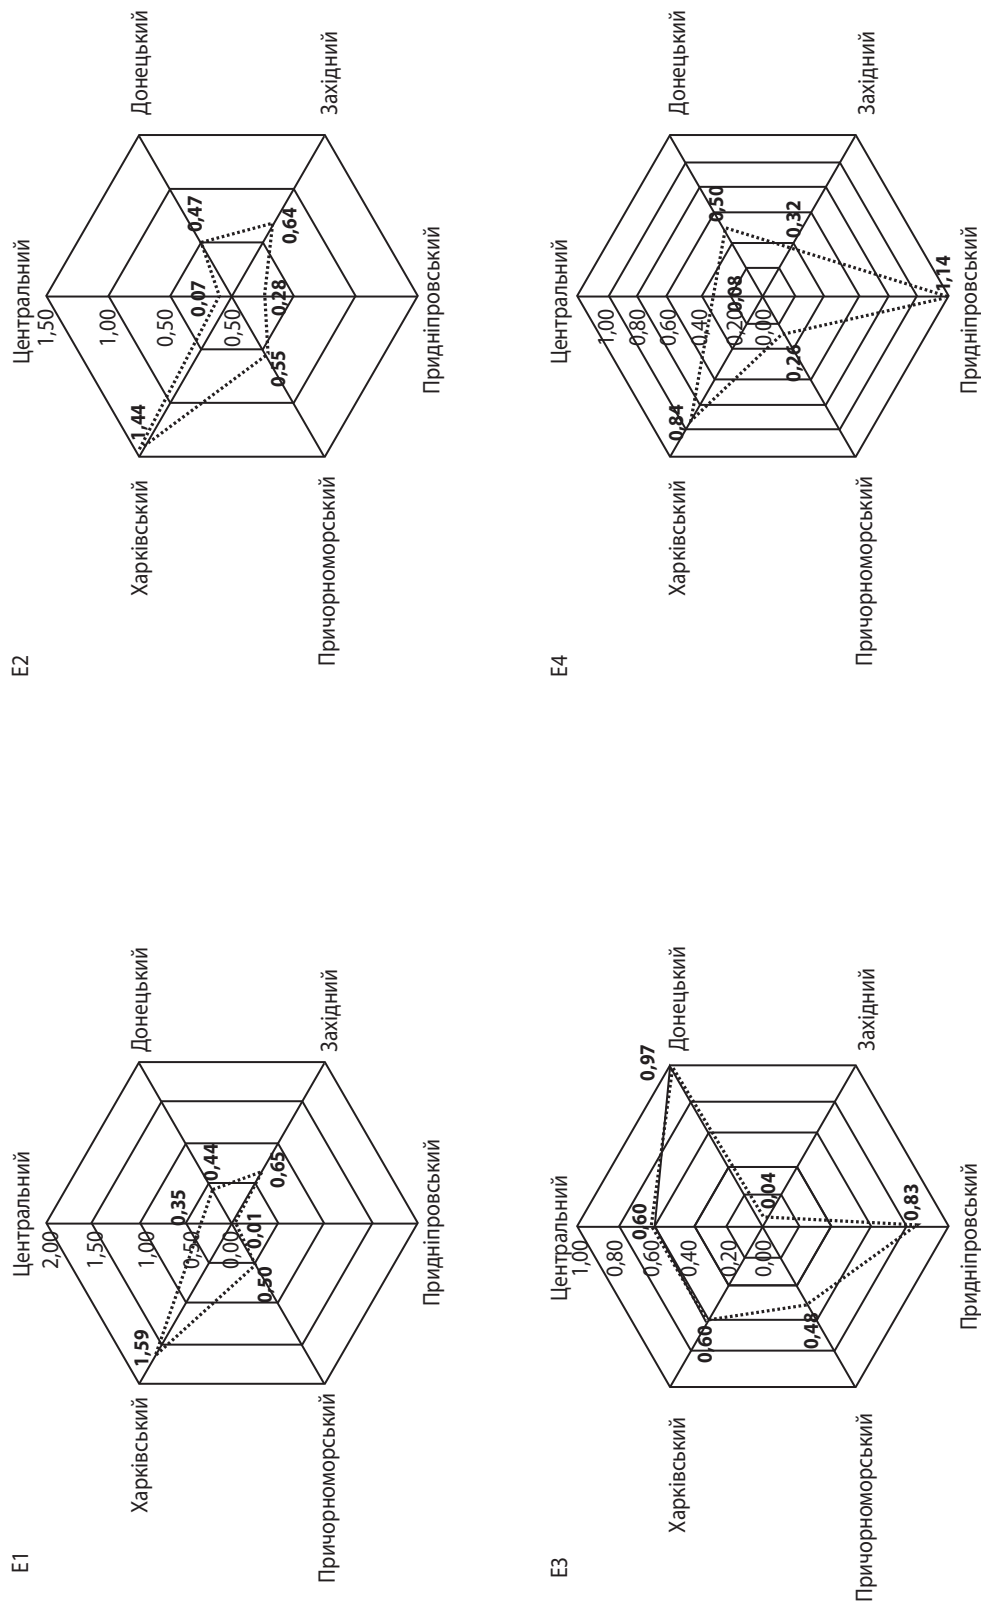 E1
Центральний
2,00
1,50
1,00
0,50
0,00
Донецький
Західний
Придніпровський
Причорноморський
Харківський
0,35
0,44
0,65
0,01
0,50
1,59
E2
Центральний
1,50
1,00
0,50
0,50
Донецький
Західний
Придніпровський
Причорноморський
Харківський
0,07
0,47
0,64
0,28
0,55
1,44
E3
Центральний
1,00
0,80
0,60
0,40
0,20
0,00
Донецький
Західний
Придніпровський
Причорноморський
Харківський
0,60
0,97
0,04
0,83
0,48
0,60
E4
Центральний
1,00
0,80
0,60
0,40
0,20
0,00
Донецький
Західний
Придніпровський
Причорноморський
Харківський
0,08
0,50
0,32
1,14
0,26
0,84